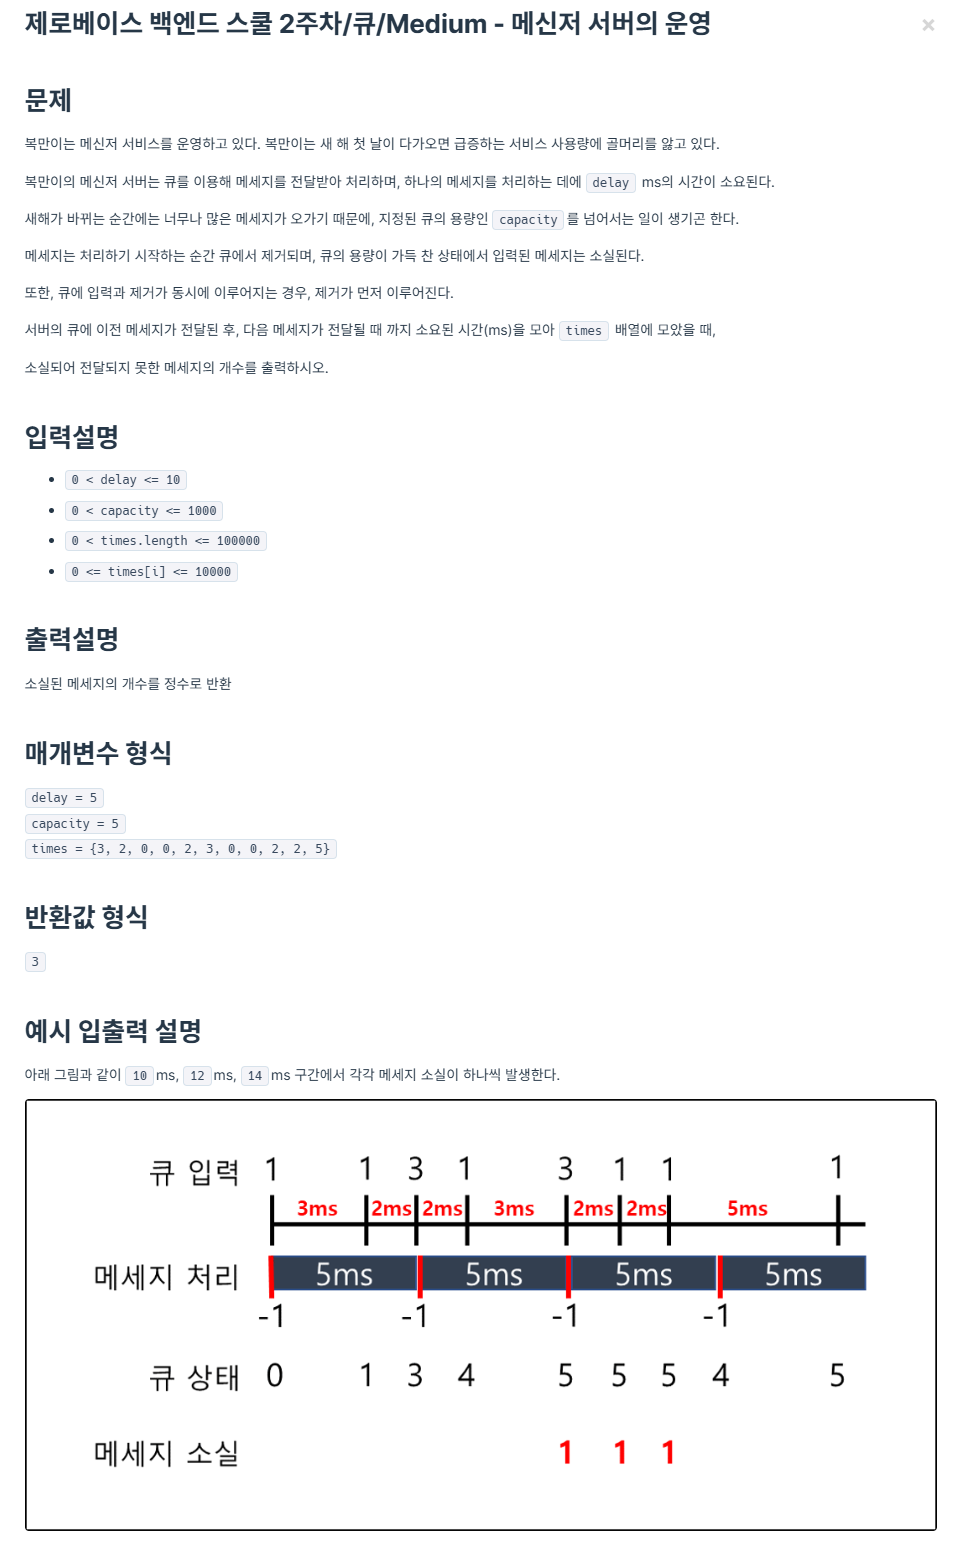 제로베이스 백엔드 스쿨 2주차/큐/Medium - 메신저 서버의 운영
×
문제
복만이는 메신저 서비스를 운영하고 있다. 복만이는 새 해 첫 날이 다가오면 급증하는 서비스 사용량에 골머리를 앓고 있다.
복만이의 메신저 서버는 큐를 이용해 메세지를 전달받아 처리하며, 하나의 메세지를 처리하는 데에 delay ms의 시간이 소요된다.
새해가 바뀌는 순간에는 너무나 많은 메세지가 오가기 때문에, 지정된 큐의 용량인 capacity 를 넘어서는 일이 생기곤 한다.
메세지는 처리하기 시작하는 순간 큐에서 제거되며, 큐의 용량이 가득 찬 상태에서 입력된 메세지는 소실된다.
또한, 큐에 입력과 제거가 동시에 이루어지는 경우, 제거가 먼저 이루어진다.
서버의 큐에 이전 메세지가 전달된 후, 다음 메세지가 전달될 때 까지 소요된 시간(ms)을 모아 times 배열에 모았을 때,
소실되어 전달되지 못한 메세지의 개수를 출력하시오.
입력설명
• 0 < delay <= 10
• 0 < capacity <= 1000
• 0 < times.length <= 100000
• 0 <= times[i] <= 10000
출력설명
소실된 메세지의 개수를 정수로 반환
매개변수 형식
delay = 5
capacity = 5
times = {3, 2, 0, 0, 2, 3, 0, 0, 2, 2, 5}
반환값 형식
3
예시 입출력 설명
아래 그림과 같이 10 ms, 12 ms, 14 ms 구간에서 각각 메세지 소실이 하나씩 발생한다.
큐 입력 1 1 3 1 3 1 1 1
3ms 2ms 2ms 3ms 2ms 2ms 5ms
메세지 처리 5ms 5ms 5ms 5ms
-1 -1 -1 -1
큐 상태 0 1 3 4 5 5 5 4 5
메세지 소실 1 1 1